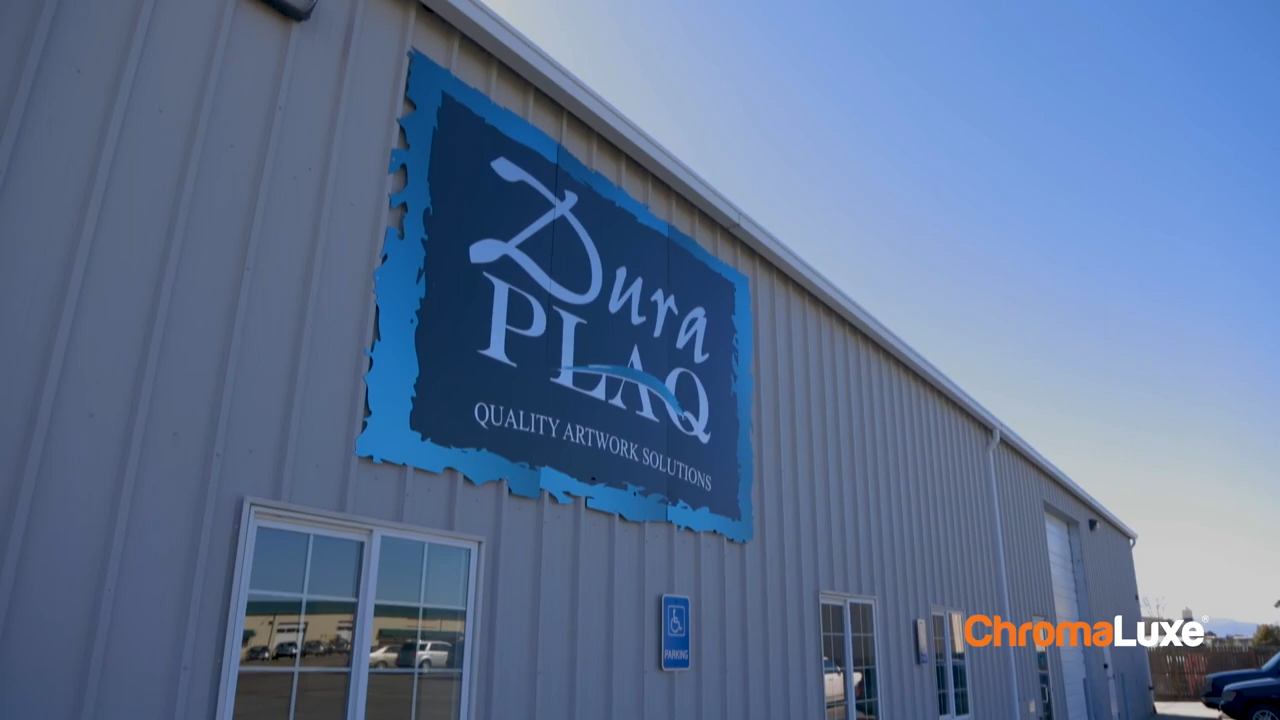 Dura
PLAQ
QUALITY ARTWORK SOLUTIONS
PARKING
ChromaLuxe®